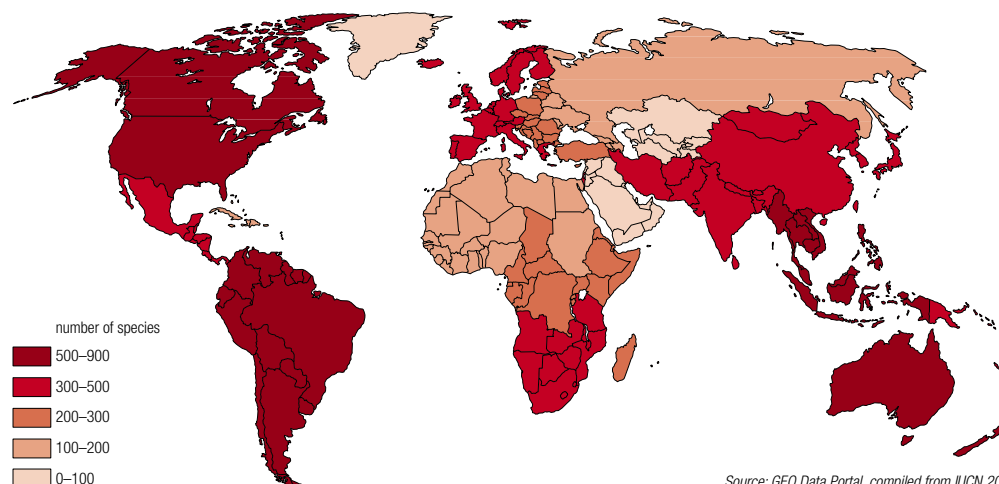 number of species
500–900
300–500
200–300
100–200
0–100
Source: GEO Data Portal, compiled from IUCN